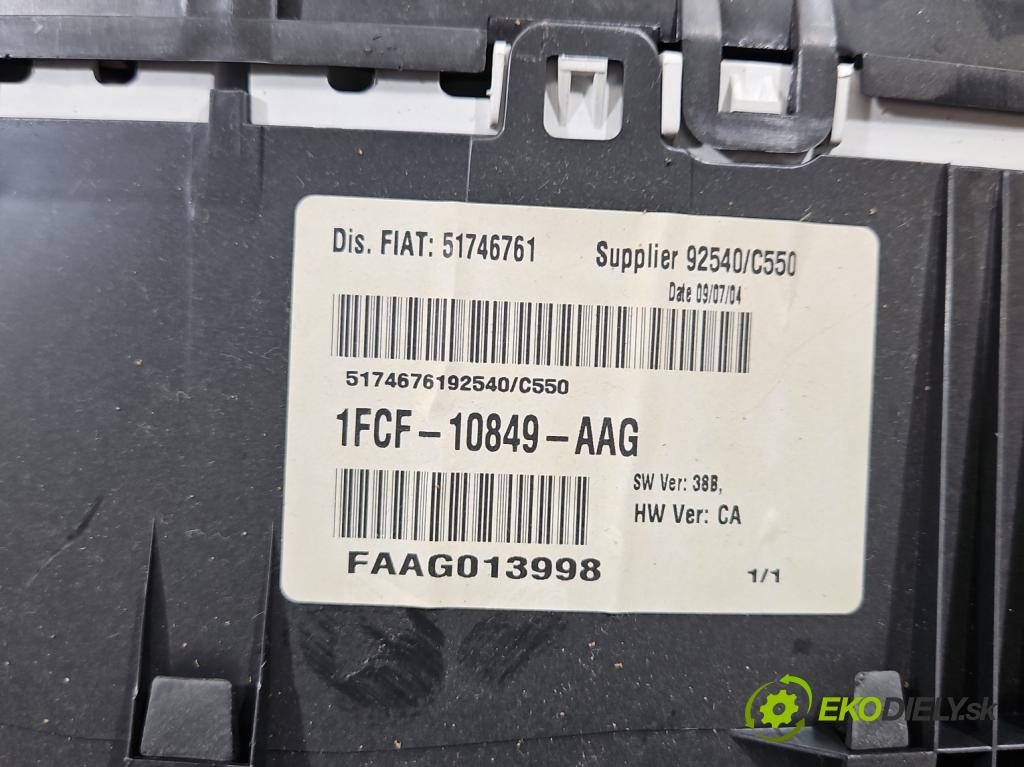 Dis. FIAT: 51746761 Supplier 92540/C550
Date 09/07/04
5174676192540/C550
1FCF-10849-AAG
SW Ver: 38B,
HW Ver: CA
FAAG013998 1/1
EKODIELY.sk